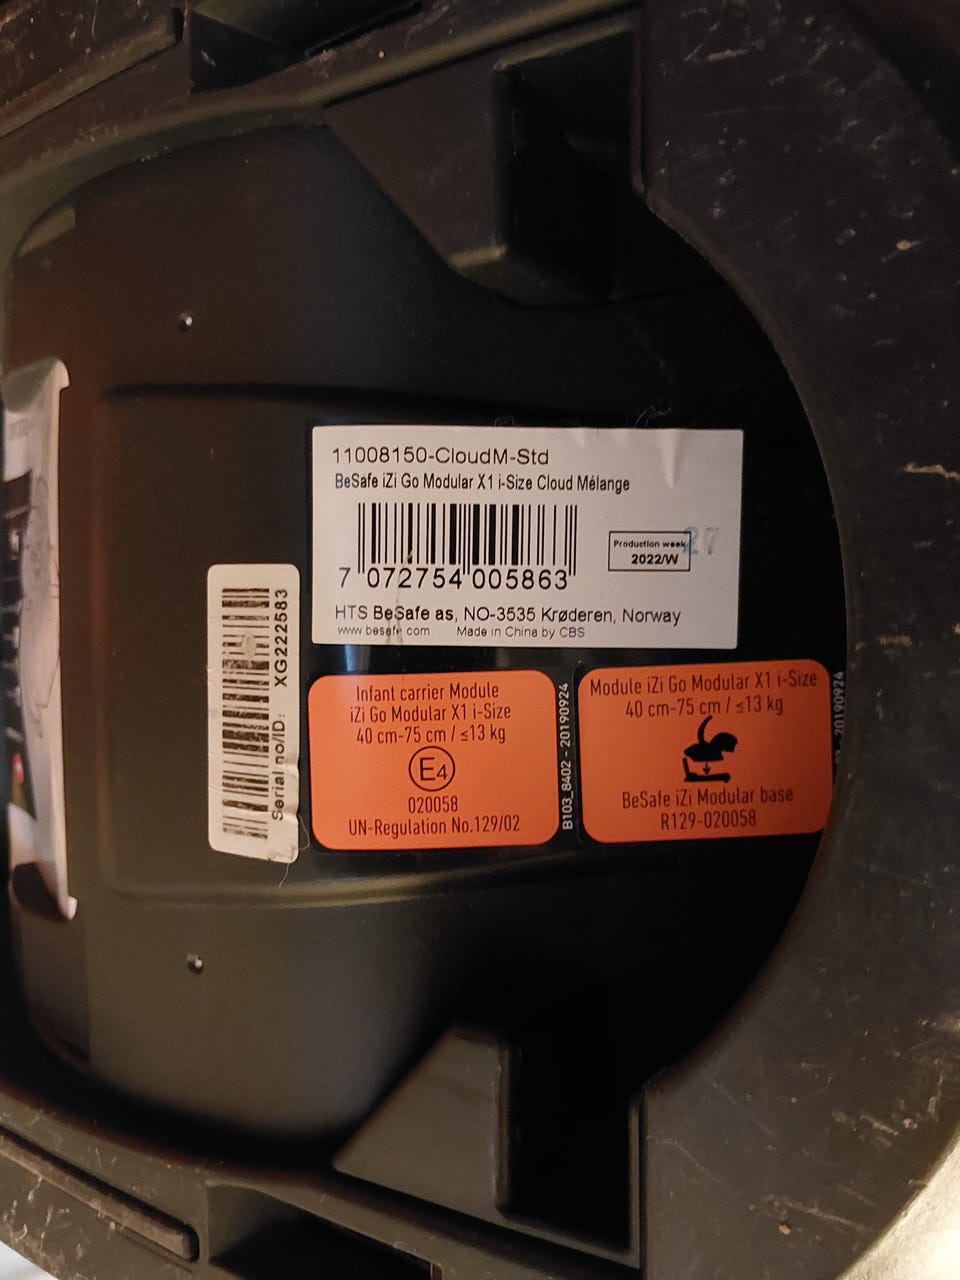 11008150-CloudM-Std
BeSafe iZi Go Modular X1 i-Size Cloud Mélange
7 072754 005863
Production week 27
2022/W
HTS BeSafe as, NO-3535 Krøderen, Norway
www.besafe.com Made in China by CBS
Serial no/ID: XG222583
Infant carrier Module
iZi Go Modular X1 i-Size
40 cm-75 cm / ≤13 kg
E4
020058
UN-Regulation No.129/02
B103_8402 - 20190924
Module iZi Go Modular X1 i-Size
40 cm-75 cm / ≤13 kg
BeSafe iZi Modular base
R129-020058
20190924